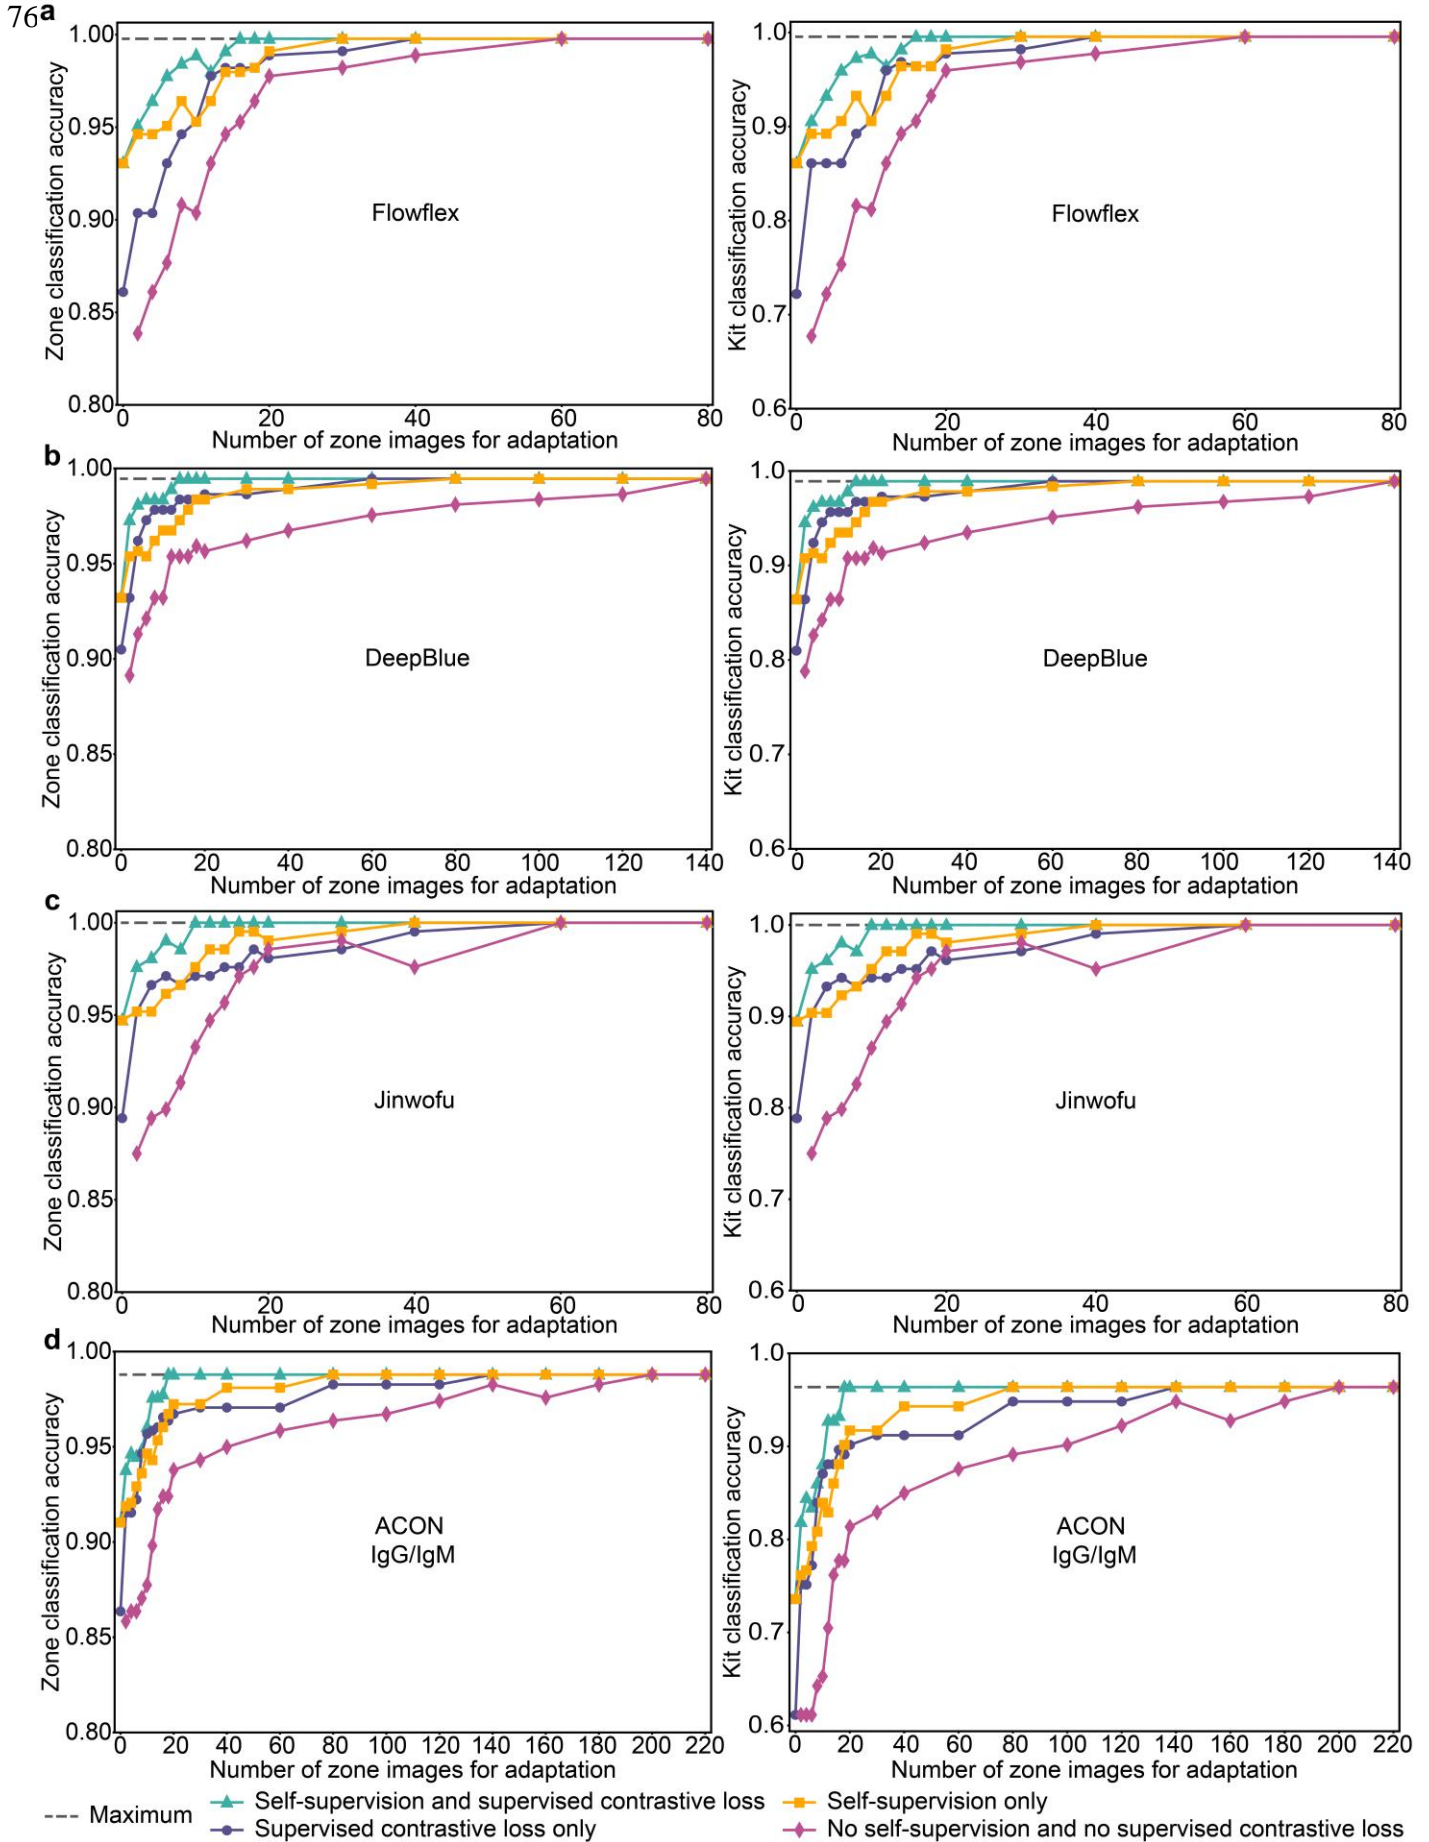 76
a
1.00
0.95
0.90
0.85
0.80
Zone classification accuracy
Flowflex
0 20 40 60 80
Number of zone images for adaptation
1.0
0.9
0.8
0.7
0.6
Kit classification accuracy
Flowflex
0 20 40 60 80
Number of zone images for adaptation
b
1.00
0.95
0.90
0.85
0.80
Zone classification accuracy
DeepBlue
0 20 40 60 80 100 120 140
Number of zone images for adaptation
1.0
0.9
0.8
0.7
0.6
Kit classification accuracy
DeepBlue
0 20 40 60 80 100 120 140
Number of zone images for adaptation
c
1.00
0.95
0.90
0.85
0.80
Zone classification accuracy
Jinwofu
0 20 40 60 80
Number of zone images for adaptation
1.0
0.9
0.8
0.7
0.6
Kit classification accuracy
Jinwofu
0 20 40 60 80
Number of zone images for adaptation
d
1.00
0.95
0.90
0.85
0.80
Zone classification accuracy
ACON
IgG/IgM
0 20 40 60 80 100 120 140 160 180 200 220
Number of zone images for adaptation
1.0
0.9
0.8
0.7
0.6
Kit classification accuracy
ACON
IgG/IgM
0 20 40 60 80 100 120 140 160 180 200 220
Number of zone images for adaptation
Maximum
Self-supervision and supervised contrastive loss
Supervised contrastive loss only
Self-supervision only
No self-supervision and no supervised contrastive loss